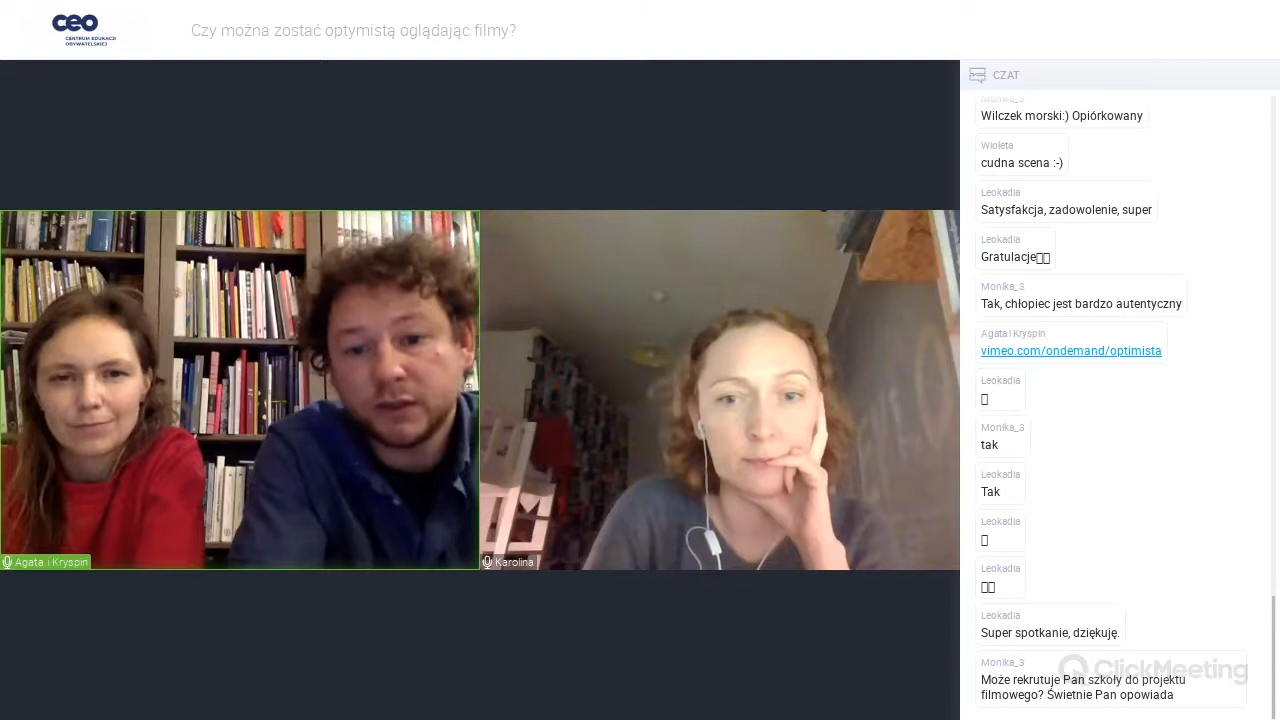 ceo
CENTRUM EDUKACJI
OBYWATELSKIEJ
Czy można zostać optymistą oglądając filmy?
CZAT
Monika_3
Wilczek morski:) Opiórkowany
Wioleta
cudna scena :-)
Leokadia
Satysfakcja, zadowolenie, super
Leokadia
Gratulacje
Monika_3
Tak, chłopiec jest bardzo autentyczny
Agata i Kryspin
vimeo.com/ondemand/optimista
Leokadia
Monika_3
tak
Leokadia
Tak
Leokadia
Leokadia
Leokadia
Super spotkanie, dziękuję.
Monika_3
Może rekrutuje Pan szkoły do projektu
filmowego? Świetnie Pan opowiada
ClickMeeting
Agata i Kryspin
Karolina